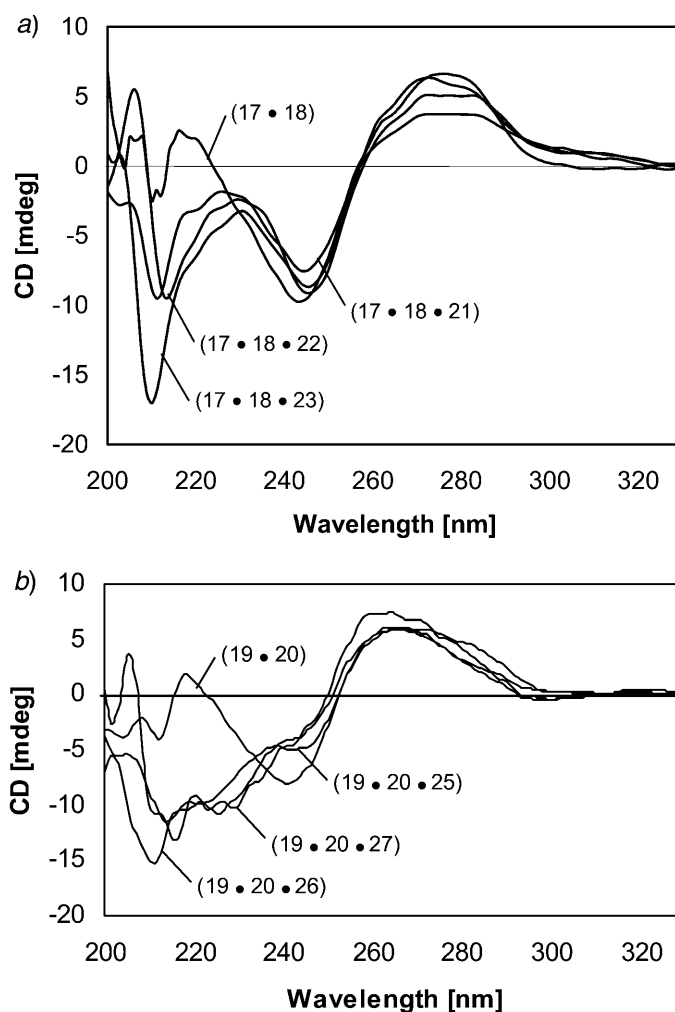 a)
10
5
0
-5
-10
-15
-20
CD [mdeg]
(17 • 18)
(17 • 18 • 21)
(17 • 18 • 22)
(17 • 18 • 23)
200 220 240 260 280 300 320
Wavelength [nm]
b)
10
5
0
-5
-10
-15
-20
CD [mdeg]
(19 • 20)
(19 • 20 • 25)
(19 • 20 • 27)
(19 • 20 • 26)
200 220 240 260 280 300 320
Wavelength [nm]